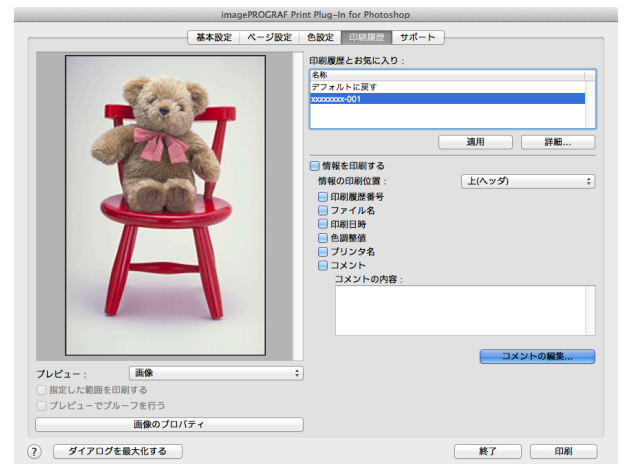 imagePROGRAF Print Plug-In for Photoshop
基本設定 ページ設定 色設定 印刷履歴 サポート
印刷履歴とお気に入り :
名称
デフォルトに戻す
xxxxxxxx-001
適用 詳細...
情報を印刷する
情報の印刷位置 : 上(ヘッダ)
印刷履歴番号
ファイル名
印刷日時
色調整値
プリンタ名
コメント
コメントの内容 :
コメントの編集...
プレビュー : 画像
指定した範囲を印刷する
プレビューでプルーフを行う
画像のプロパティ
? ダイアログを最大化する 終了 印刷